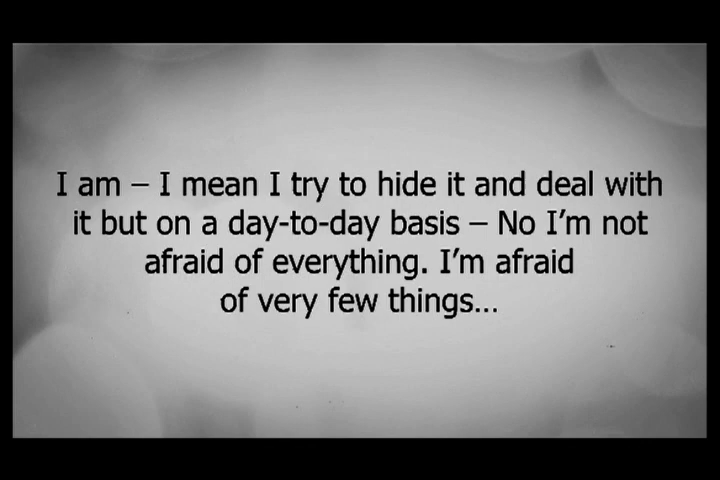 I am – I mean I try to hide it and deal with
it but on a day-to-day basis – No I’m not
afraid of everything. I’m afraid
of very few things...